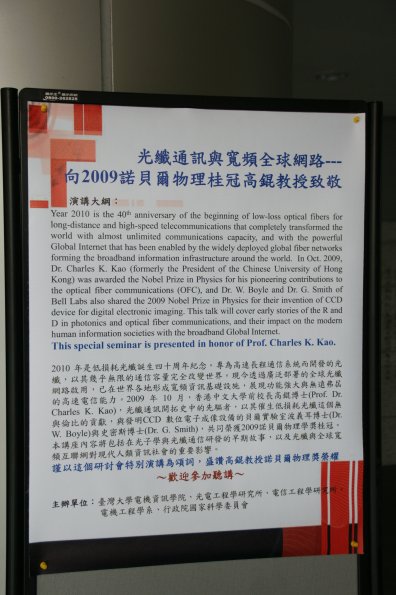 0800-262626
光纖通訊與寬頻全球網路---
向2009諾貝爾物理桂冠高錕教授致敬
演講大綱：
Year 2010 is the 40th anniversary of the beginning of low-loss optical fibers for
long-distance and high-speed telecommunications that completely transformed the
world with almost unlimited communications capacity, and with the powerful
Global Internet that has been enabled by the widely deployed global fiber networks
forming the broadband information infrastructure around the world. In Oct. 2009,
Dr. Charles K. Kao (formerly the President of the Chinese University of Hong
Kong) was awarded the Nobel Prize in Physics for his pioneering contributions to
the optical fiber communications (OFC), and Dr. W. Boyle and Dr. G. Smith of
Bell Labs also shared the 2009 Nobel Prize in Physics for their invention of CCD
device for digital electronic imaging. This talk will cover early stories of the R and
D in photonics and optical fiber communications, and their impact on the modern
human information societies with the broadband Global Internet.
This special seminar is presented in honor of Prof. Charles K. Kao.
2010 年是低損耗光纖誕生四十周年紀念，專為高速長程通信系統而開發的光
纖，以其幾乎無限的通信容量完全改變世界。現今透過廣泛部署的全球光纖
網路啟用，已在世界各地形成寬頻資訊基礎設施，展現功能強大與無遠弗屆
的高速電信能力。2009 年 10 月，香港中文大學前校長高錕博士(Prof. Dr.
Charles K. Kao)，光纖通訊開拓史中的先驅者，以其催生低損光纖這個無
與倫比的貢獻，與發明CCD 數位電子成像設備的貝爾實驗室波義耳博士(Dr.
W. Boyle)與史密斯博士(Dr. G. Smith)，共同榮獲2009諾貝爾物理學獎桂冠。
本講座內容將包括在光子學與光纖通信研發的早期故事，以及光纖與全球寬
頻互聯網對現代人類資訊社會的重要影響。
謹以這個研討會特別演講為頌詞，盛讚高錕教授諾貝爾物理獎榮耀
～歡迎參加聽講～
主辦單位：臺灣大學電機資訊學院、光電工程學研究所、電信工程學研究所、
電機工程學系、行政院國家科學委員會